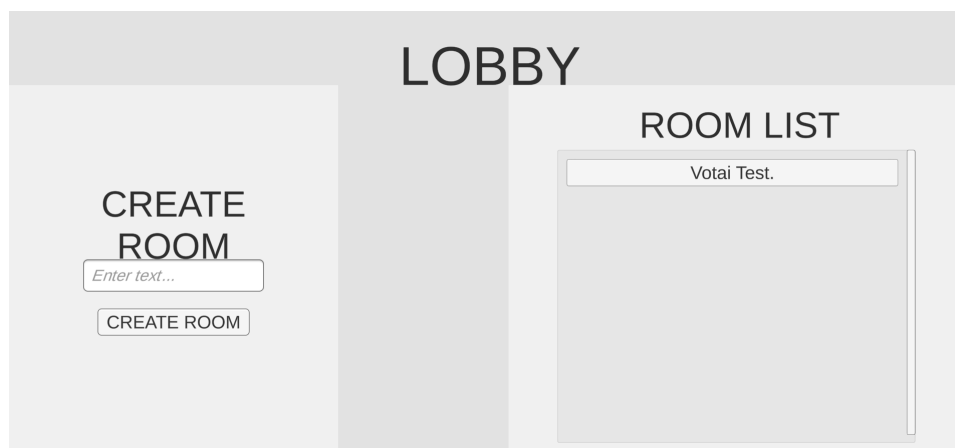 LOBBY
CREATE
ROOM
Enter text...
CREATE ROOM
ROOM LIST
Votai Test.